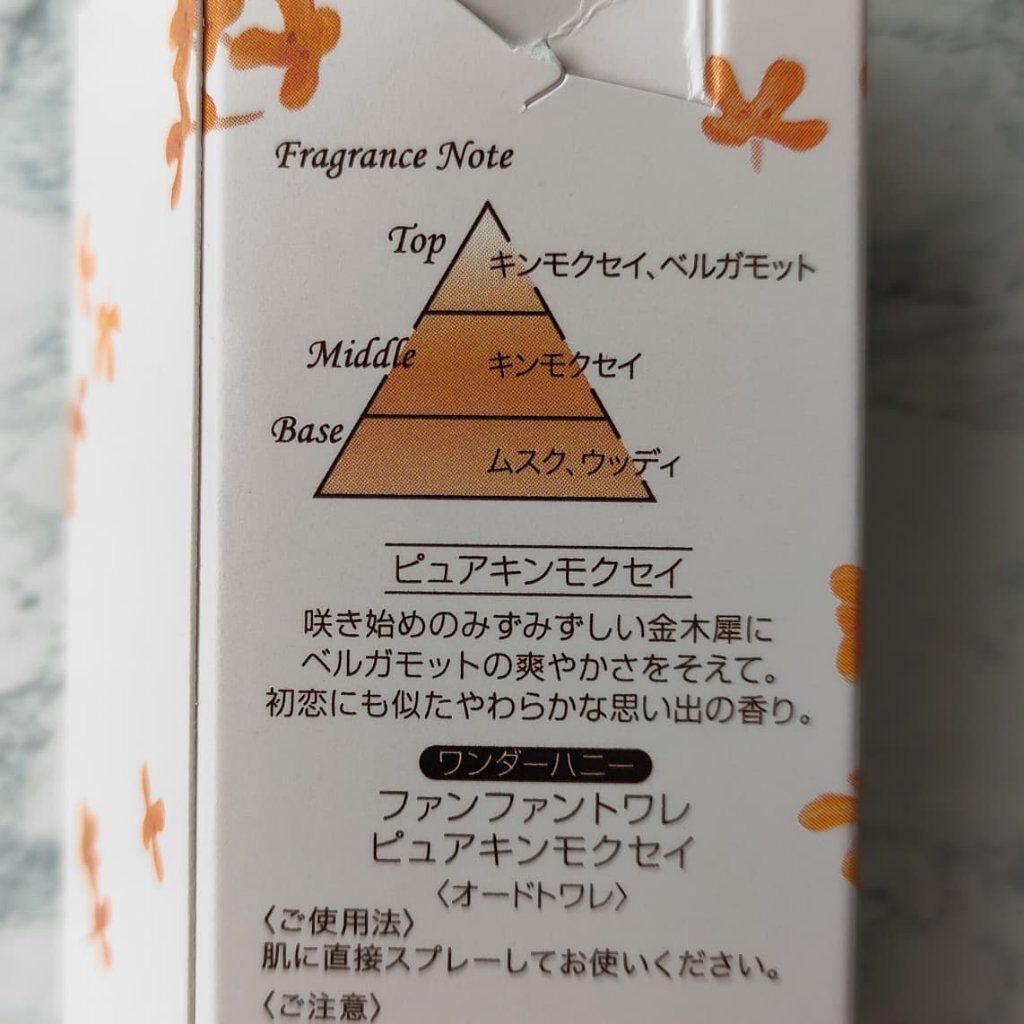 Fragrance Note
Top
キンモクセイ、ベルガモット
Middle
キンモクセイ
Base
ムスク、ウッディ
ピュアキンモクセイ
咲き始めのみずみずしい金木犀に
ベルガモットの爽やかさをそえて。
初恋にも似たやわらかな思い出の香り。
ワンダーハニー
ファンファントワレ
ピュアキンモクセイ
〈オードトワレ〉
〈ご使用法〉
肌に直接スプレーしてお使いください。
〈ご注意〉